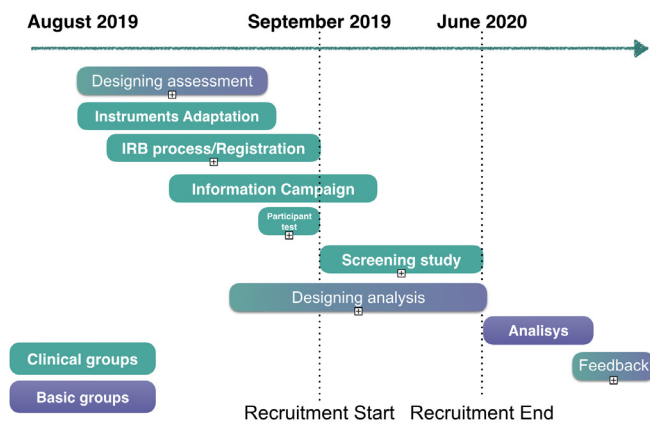 August 2019 September 2019 June 2020
Designing assessment
Instruments Adaptation
IRB process/Registration
Information Campaign
Participant
test
Screening study
Designing analysis
Analisys
Clinical groups
Feedback
Basic groups
Recruitment Start Recruitment End